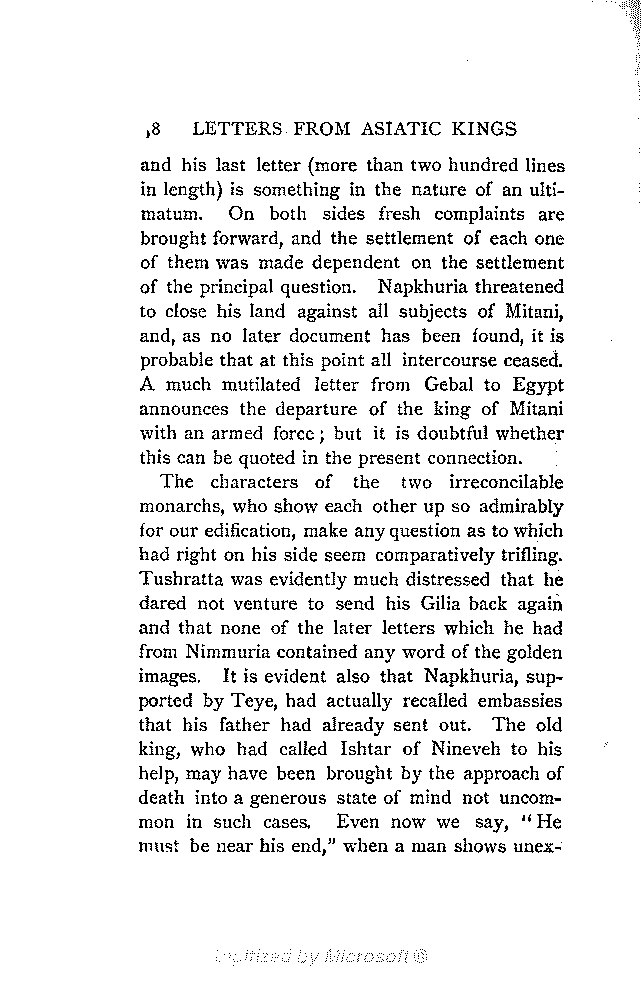 8 LETTERS FROM ASIATIC KINGS
and his last letter (more than two hundred lines
in length) is something in the nature of an ulti-
matum. On both sides fresh complaints are
brought forward, and the settlement of each one
of them was made dependent on the settlement
of the principal question. Napkhuria threatened
to close his land against all subjects of Mitani,
and, as no later document has been found, it is
probable that at this point all intercourse ceased.
A much mutilated letter from Gebal to Egypt
announces the departure of the king of Mitani
with an armed force; but it is doubtful whether
this can be quoted in the present connection.
The characters of the two irreconcilable
monarchs, who show each other up so admirably
for our edification, make any question as to which
had right on his side seem comparatively trifling.
Tushratta was evidently much distressed that he
dared not venture to send his Gilia back again
and that none of the later letters which he had
from Nimmuria contained any word of the golden
images. It is evident also that Napkhuria, sup-
ported by Teye, had actually recalled embassies
that his father had already sent out. The old
king, who had called Ishtar of Nineveh to his
help, may have been brought by the approach of
death into a generous state of mind not uncom-
mon in such cases. Even now we say, "He
must be near his end," when a man shows unex-
Digitized by Microsoft ®